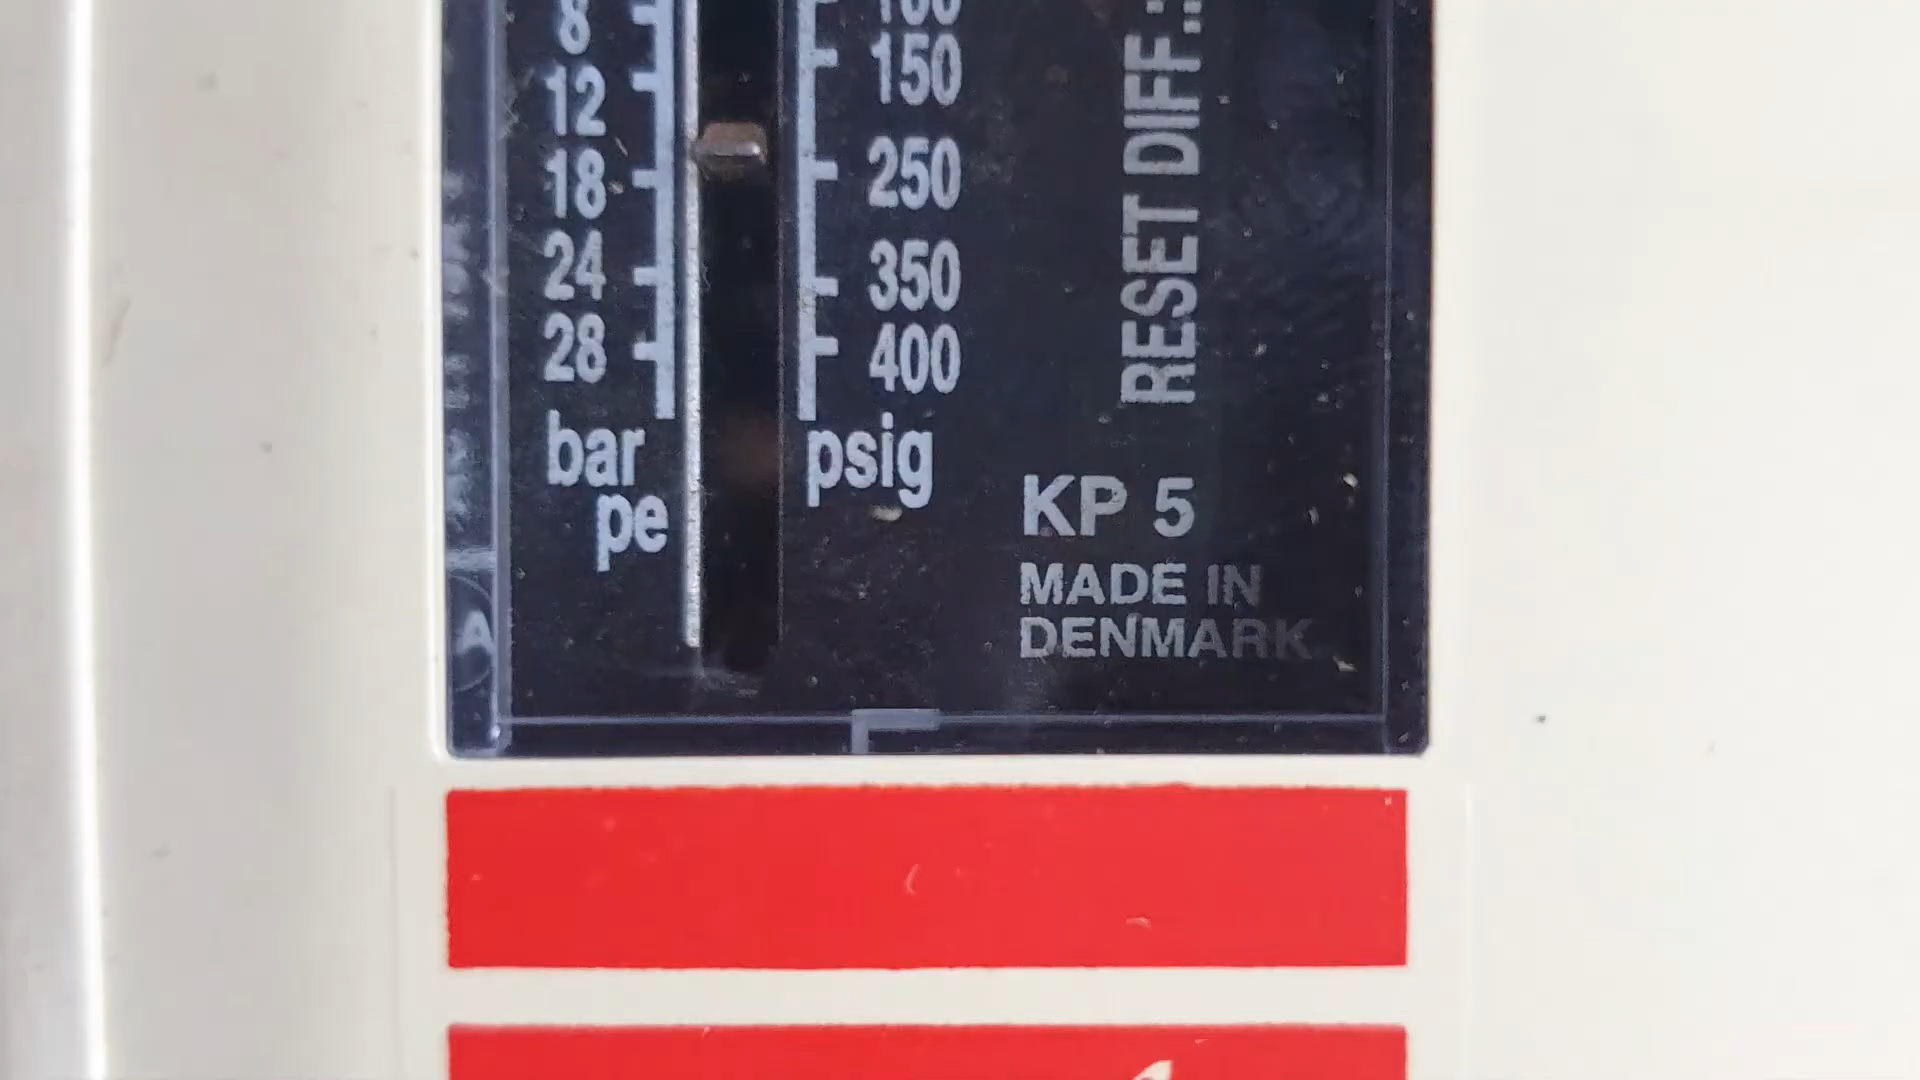 8
12
18
24
28
bar
pe
100
150
250
350
400
psig
RESET DIFF.:
KP 5
MADE IN
DENMARK
A